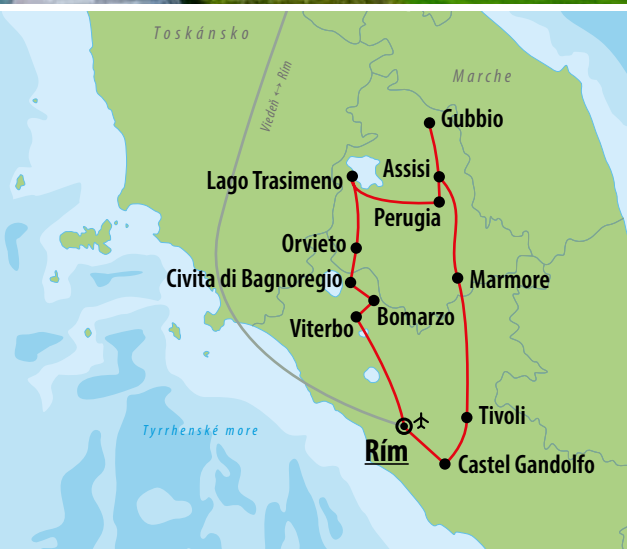 Toskánsko
Marche
Viedeň ↔ Rím
Gubbio
Assisi
Lago Trasimeno
Perugia
Orvieto
Civita di Bagnoregio
Marmore
Bomarzo
Viterbo
Tivoli
Tyrrhenské more
Rím
Castel Gandolfo